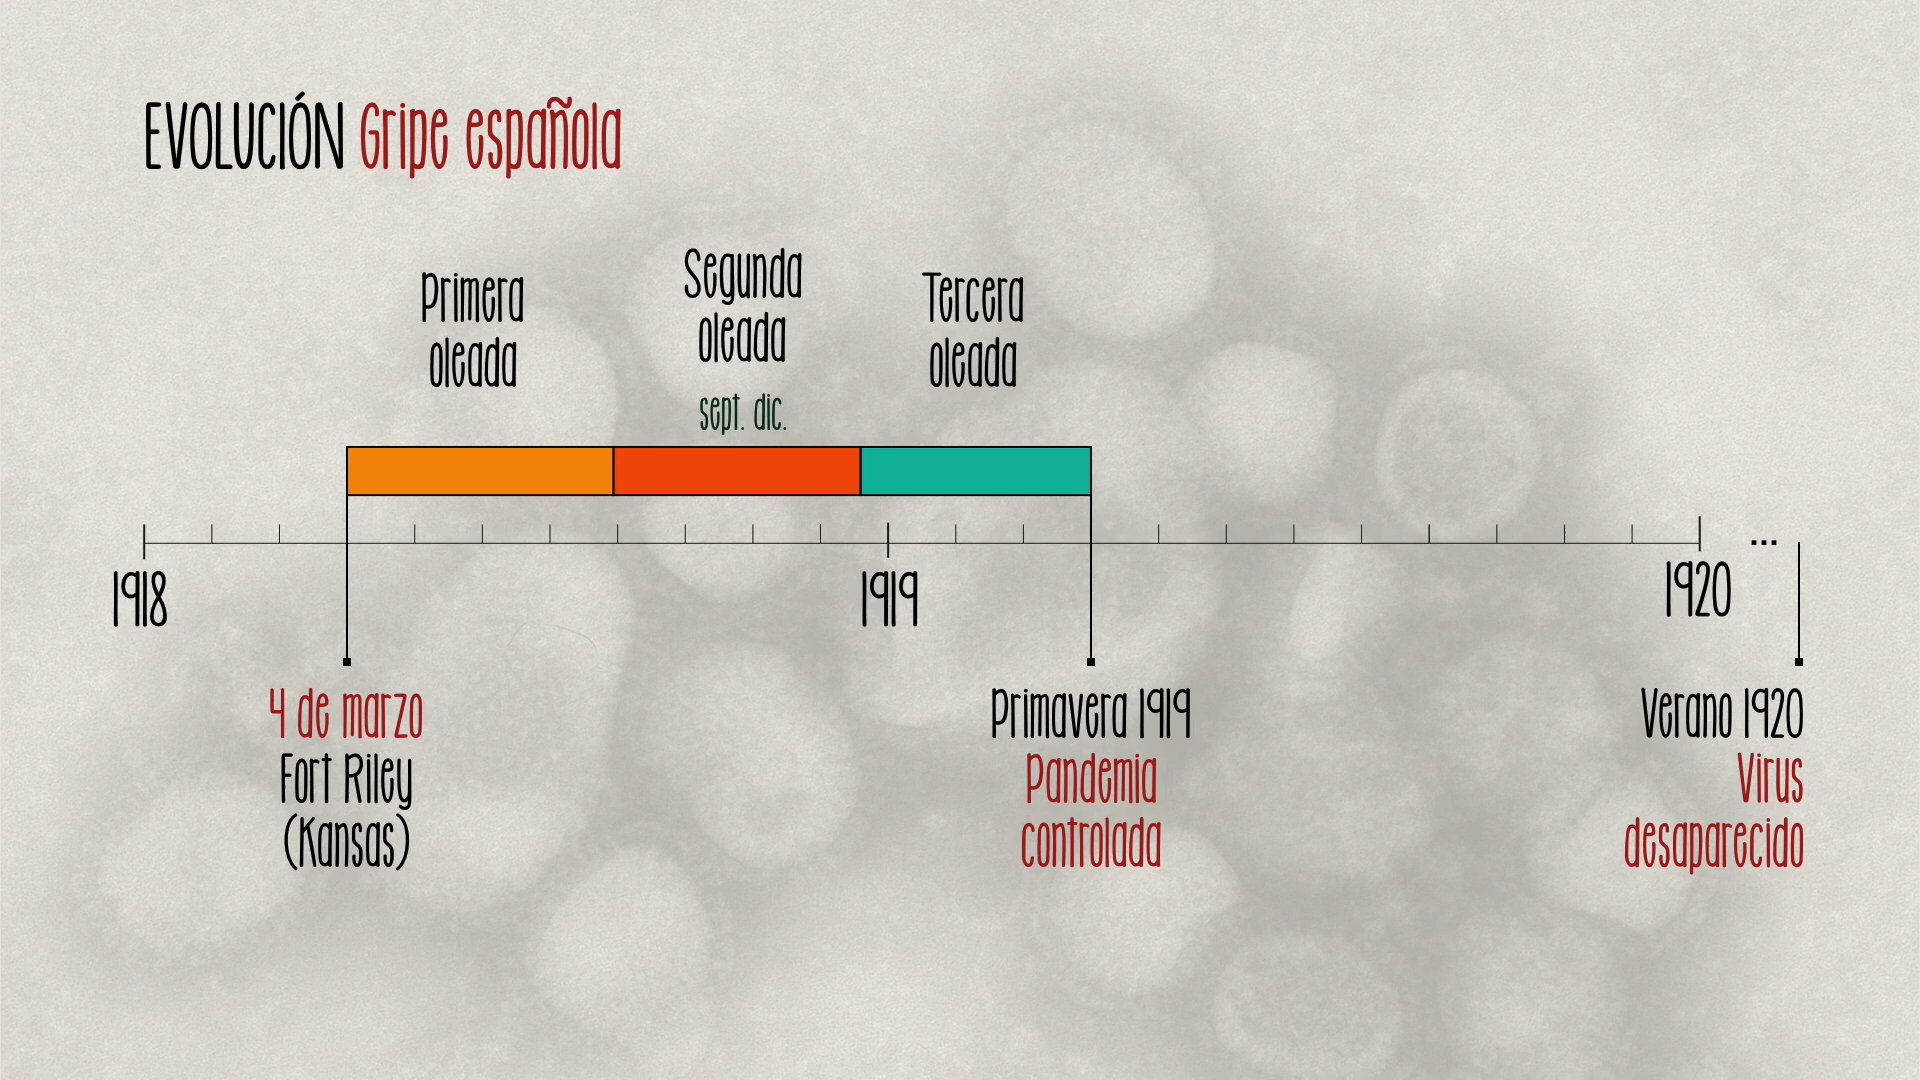 EVOLUCIÓN Gripe española
Primera
oleada
Segunda
oleada
sept. dic.
Tercera
oleada
1918
1919
1920
...
4 de marzo
Fort Riley
(Kansas)
Primavera 1919
Pandemia
controlada
Verano 1920
Virus
desaparecido